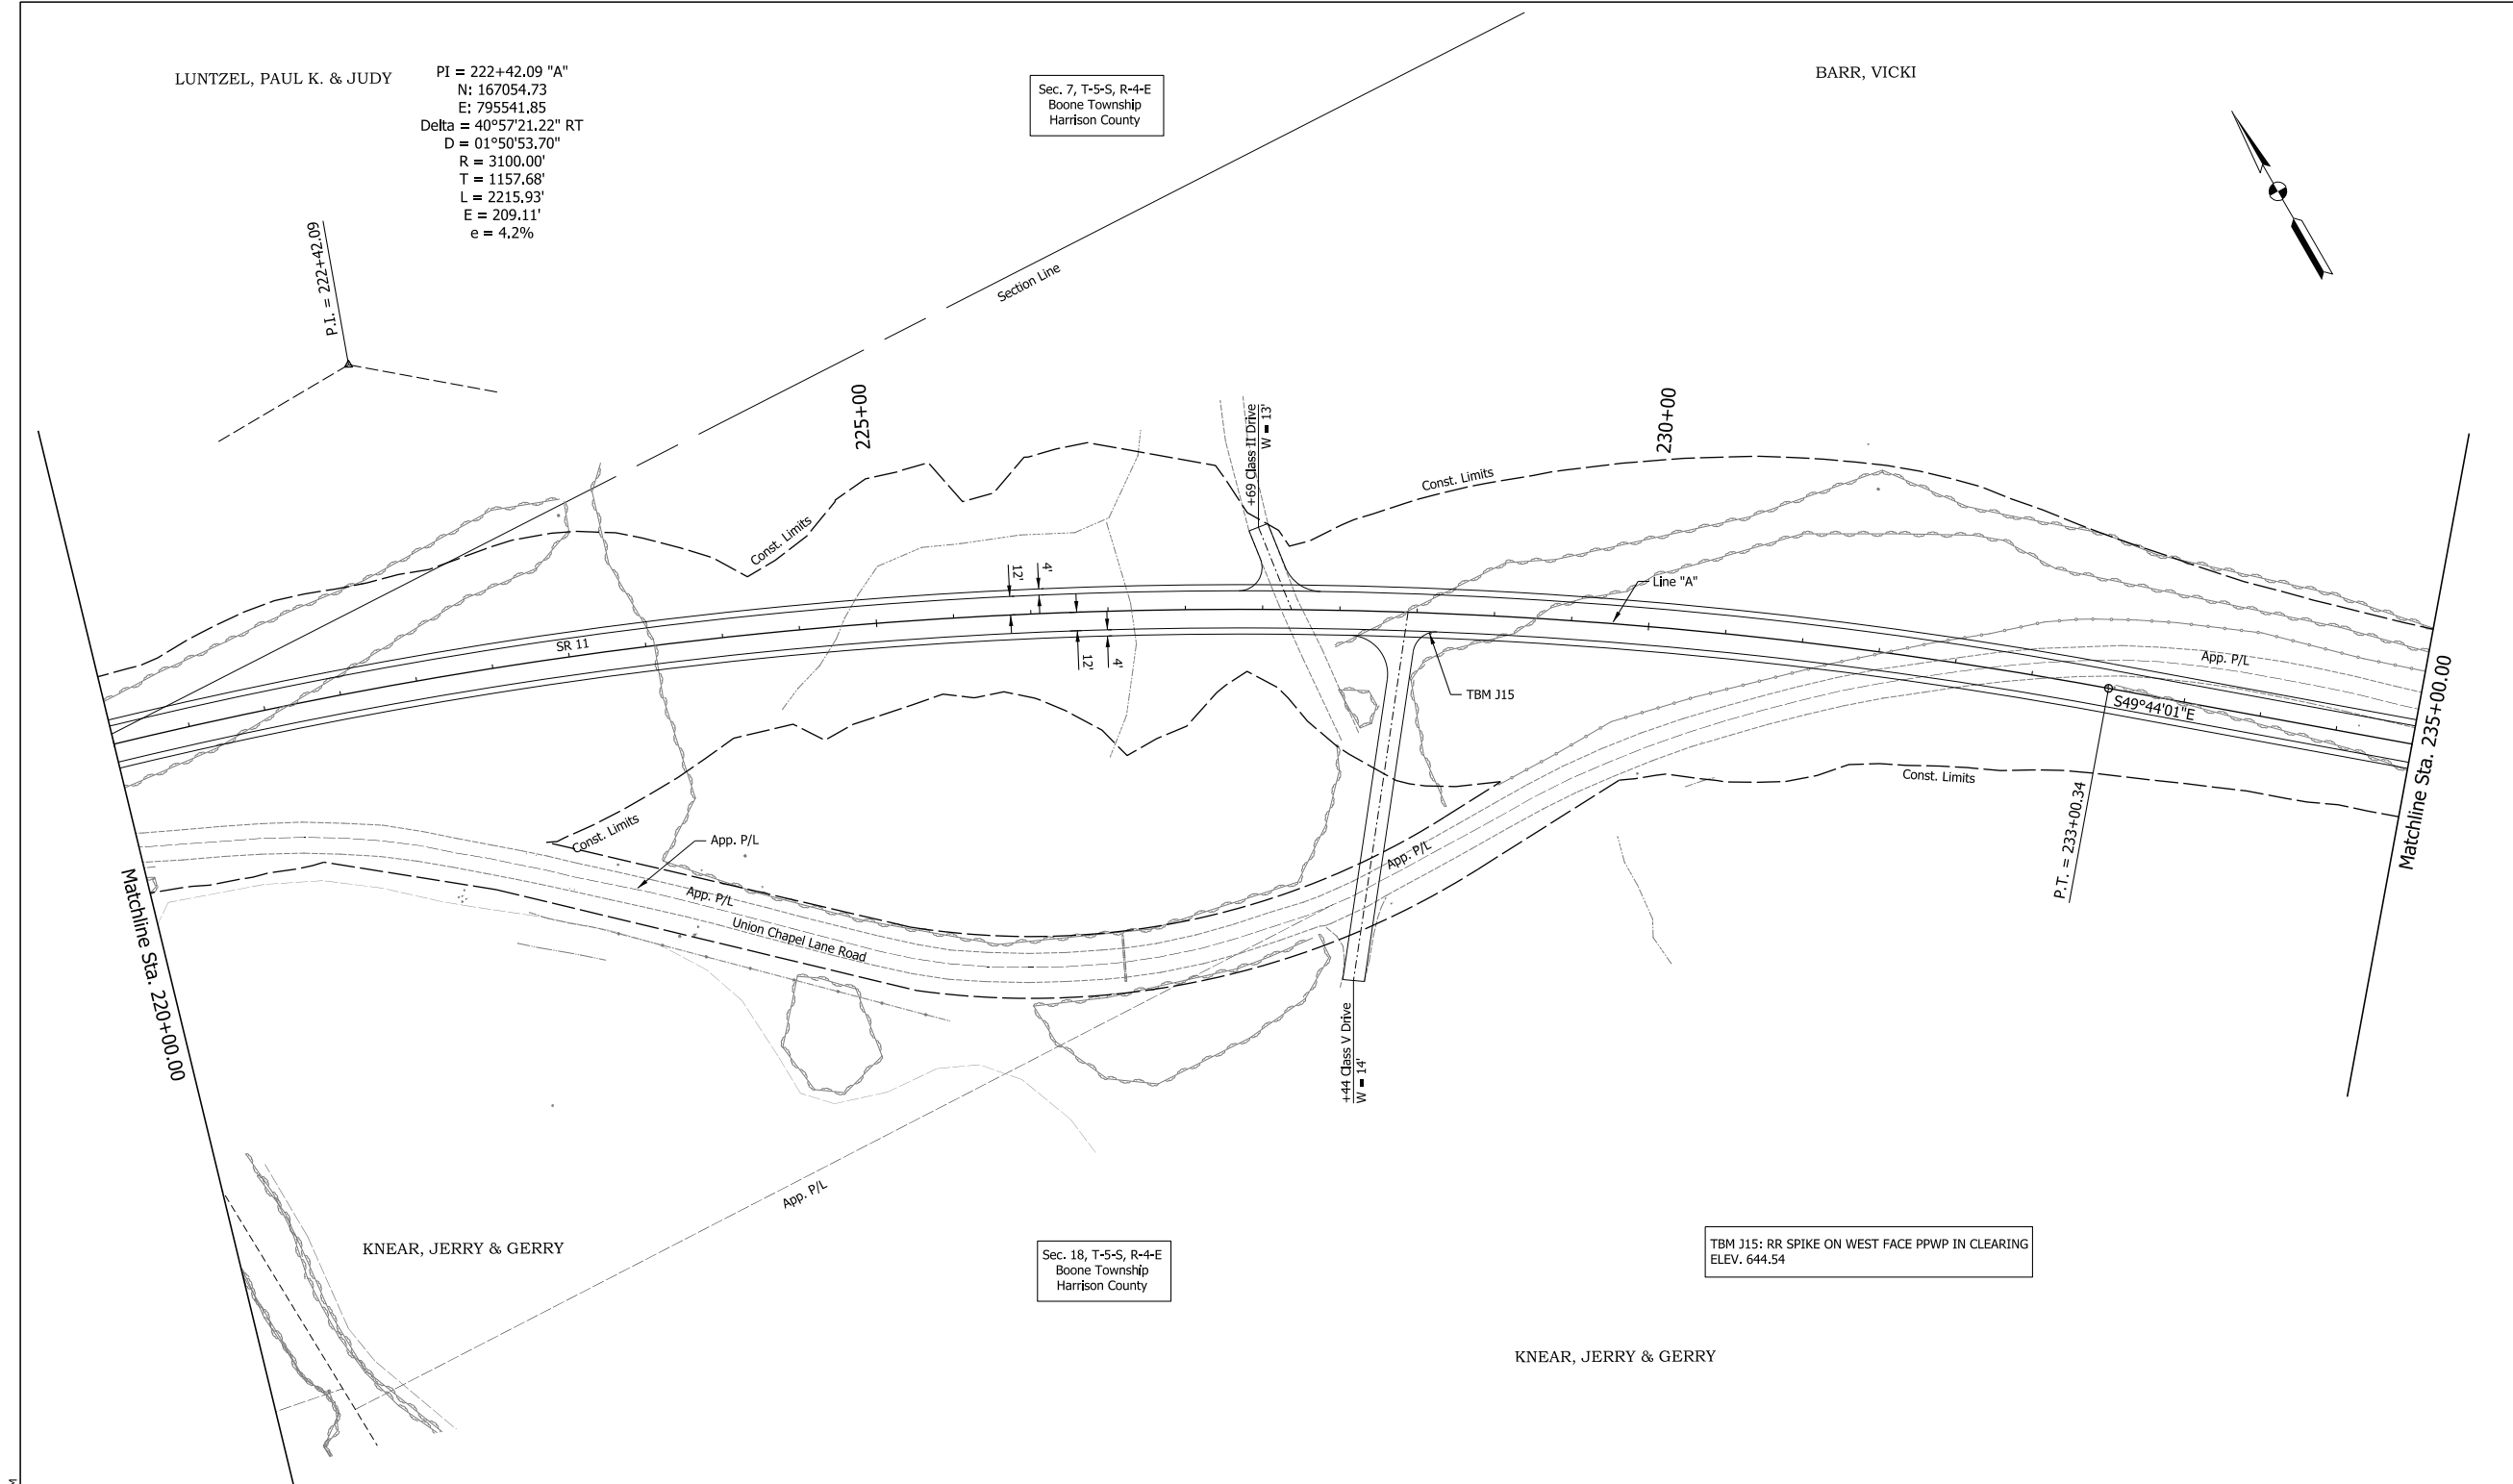 LUNTZEL, PAUL K. & JUDY
PI = 222+42.09 "A"
N: 167054.73
E: 795541.85
Delta = 40°57'21.22" RT
D = 01°50'53.70"
R = 3100.00'
T = 1157.68'
L = 2215.93'
E = 209.11'
e = 4.2%
Sec. 7, T-5-S, R-4-E
Boone Township
Harrison County
BARR, VICKI
P.I. = 222+42.09
Section Line
225+00
+69 Class II Drive
W = 13'
230+00
Const. Limits
Const. Limits
12'
4'
Line "A"
SR 11
12'
4'
TBM J15
App. P/L
S49°44'01"E
Matchline Sta. 235+00.00
Const. Limits
P.T. = 233+00.34
Const. Limits
App. P/L
App. P/L
App. P/L
Union Chapel Lane Road
Matchline Sta. 220+00.00
+44 Class V Drive
W = 14'
App. P/L
KNEAR, JERRY & GERRY
Sec. 18, T-5-S, R-4-E
Boone Township
Harrison County
TBM J15: RR SPIKE ON WEST FACE PPWP IN CLEARING
ELEV. 644.54
KNEAR, JERRY & GERRY